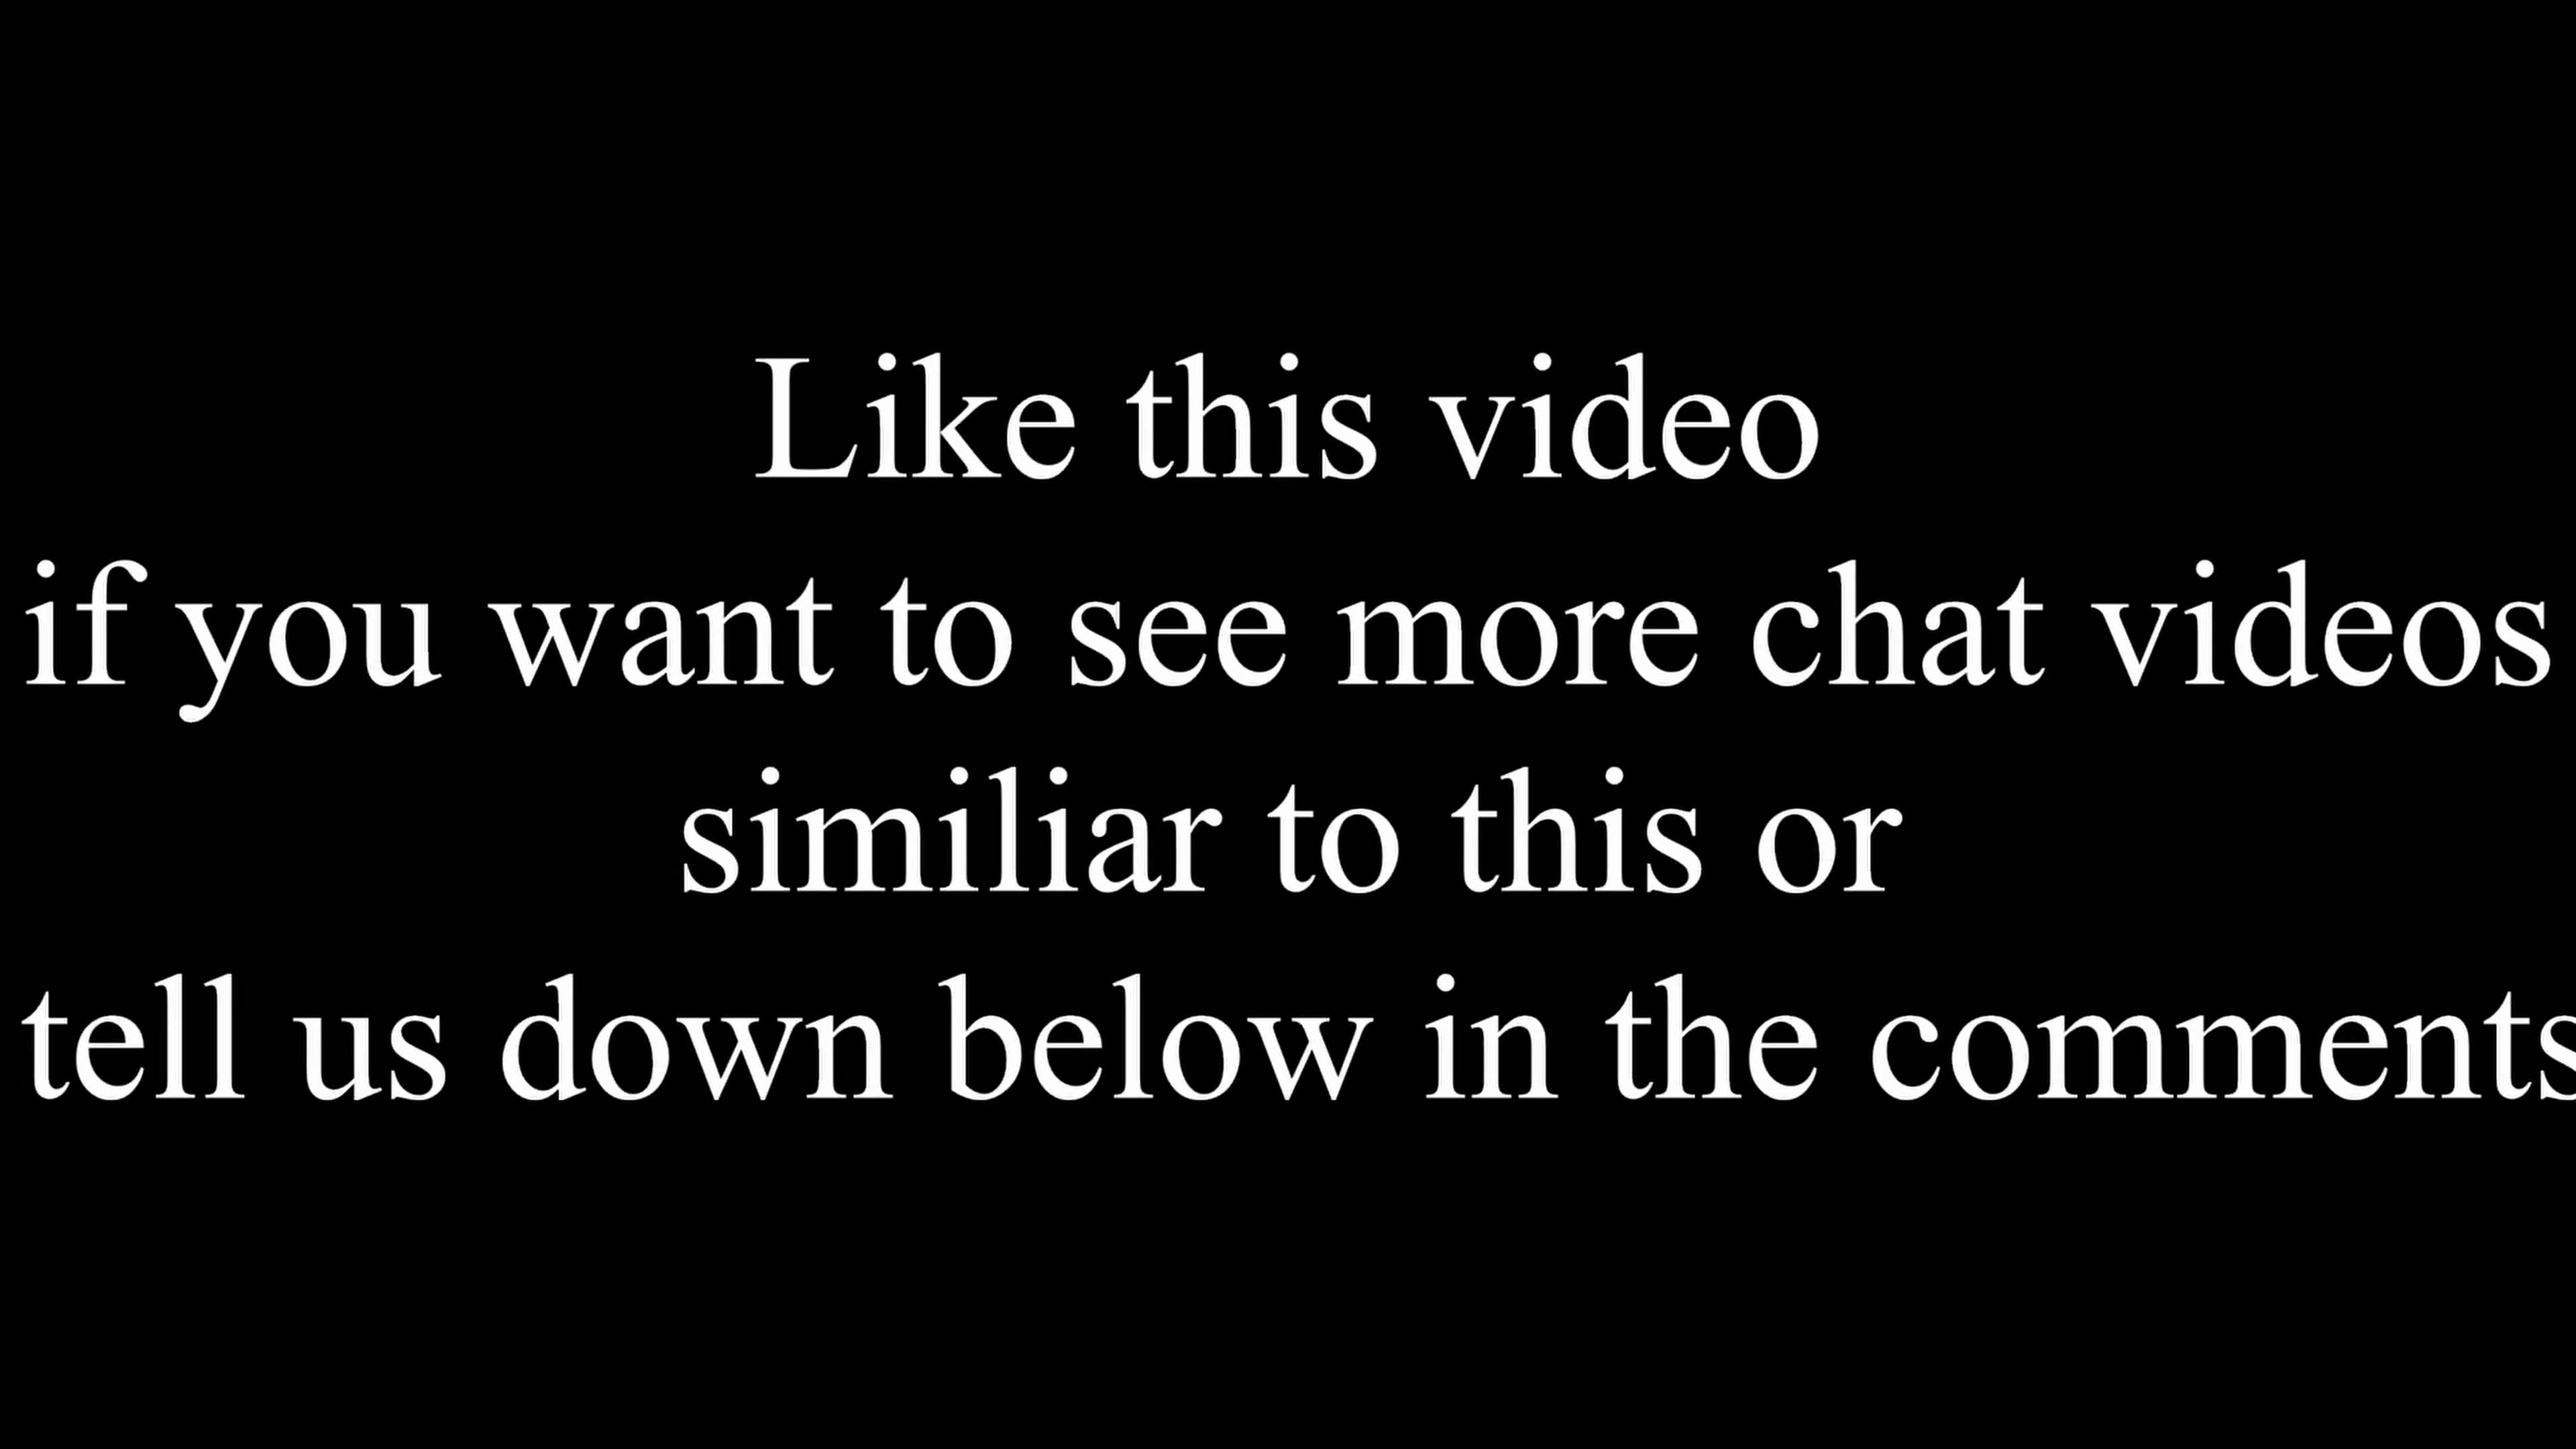 Like this video
if you want to see more chat videos
similiar to this or
tell us down below in the comments